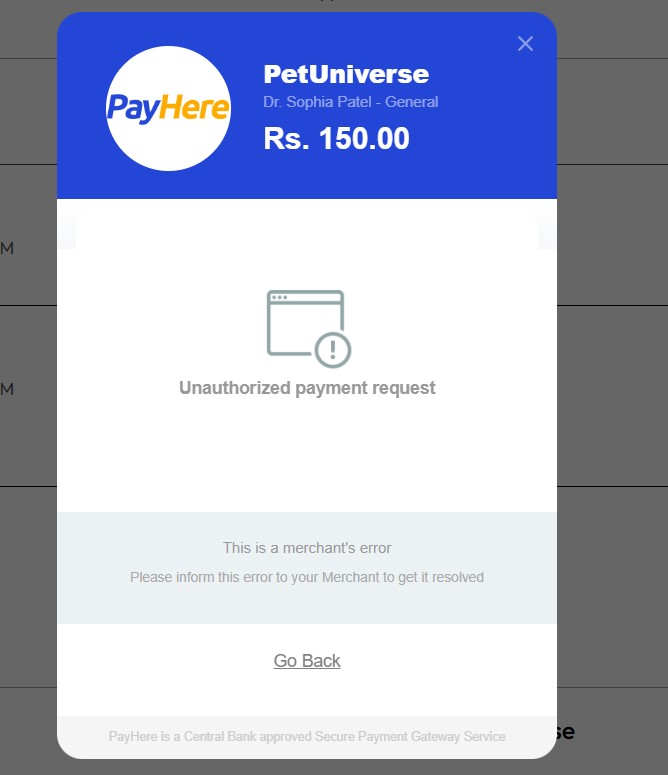 PayHere
PetUniverse
Dr. Sophia Patel - General
Rs. 150.00
M
M
Unauthorized payment request
This is a merchant's error
Please inform this error to your Merchant to get it resolved
Go Back
se
PayHere is a Central Bank approved Secure Payment Gateway Service